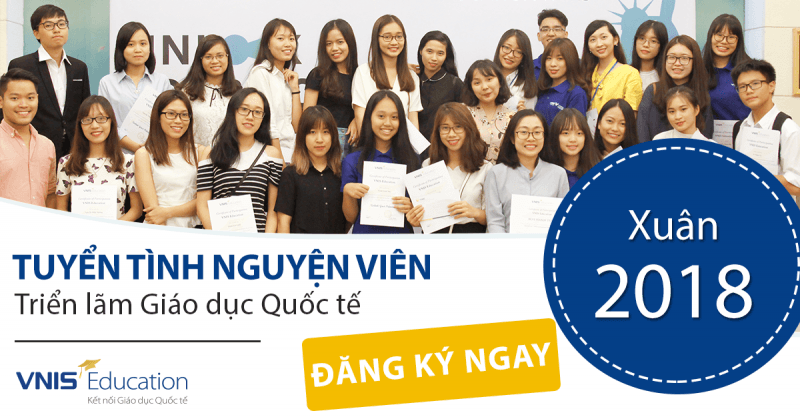 TUYỂN TÌNH NGUYỆN VIÊN
Triển lãm Giáo dục Quốc tế
Xuân
2018
ĐĂNG KÝ NGAY
VNIS Education
Kết nối Giáo dục Quốc tế